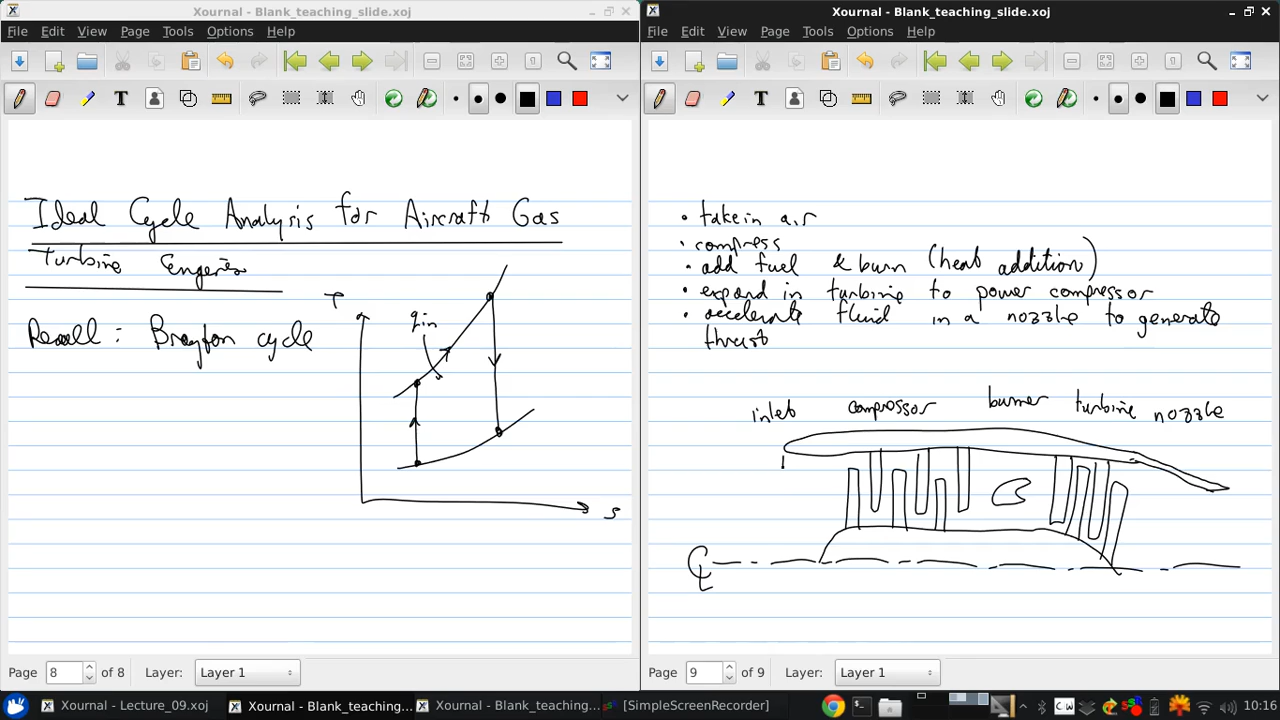 Xournal - Blank_teaching_slide.xoj
File Edit View Page Tools Options Help
Ideal Cycle Analysis for Aircraft Gas
Turbine Engines
Recall : Brayton cycle
T
qin
s
Page 8 of 8 Layer: Layer 1
Xournal - Blank_teaching_slide.xoj
File Edit View Page Tools Options Help
• take in air
• compress
• add fuel & burn (heat addition)
• expand in turbine to power compressor
• accelerate fluid in a nozzle to generate
thrust
inlet compressor burner turbine nozzle
CL
Page 9 of 9 Layer: Layer 1
Lecture_09.xoj Xournal - Blank_teaching... Xournal - Blank_teaching... [SimpleScreenRecorder] 10:16